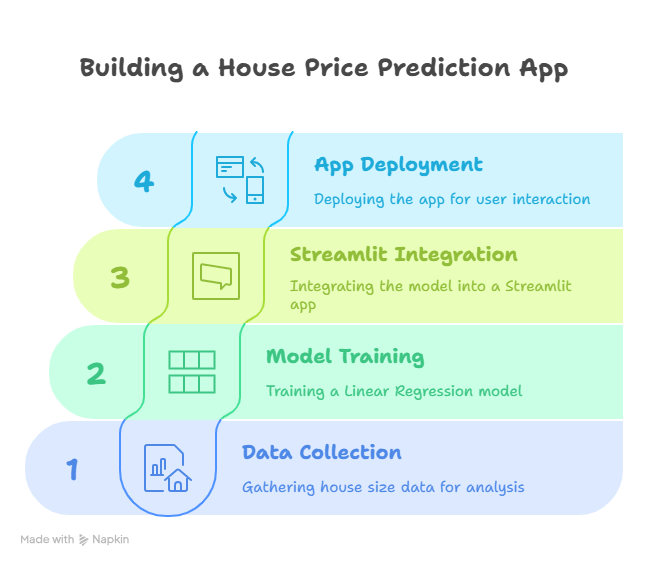 Building a House Price Prediction App
4
App Deployment
Deploying the app for user interaction
3
Streamlit Integration
Integrating the model into a Streamlit
app
2
Model Training
Training a Linear Regression model
1
Data Collection
Gathering house size data for analysis
Made with Napkin